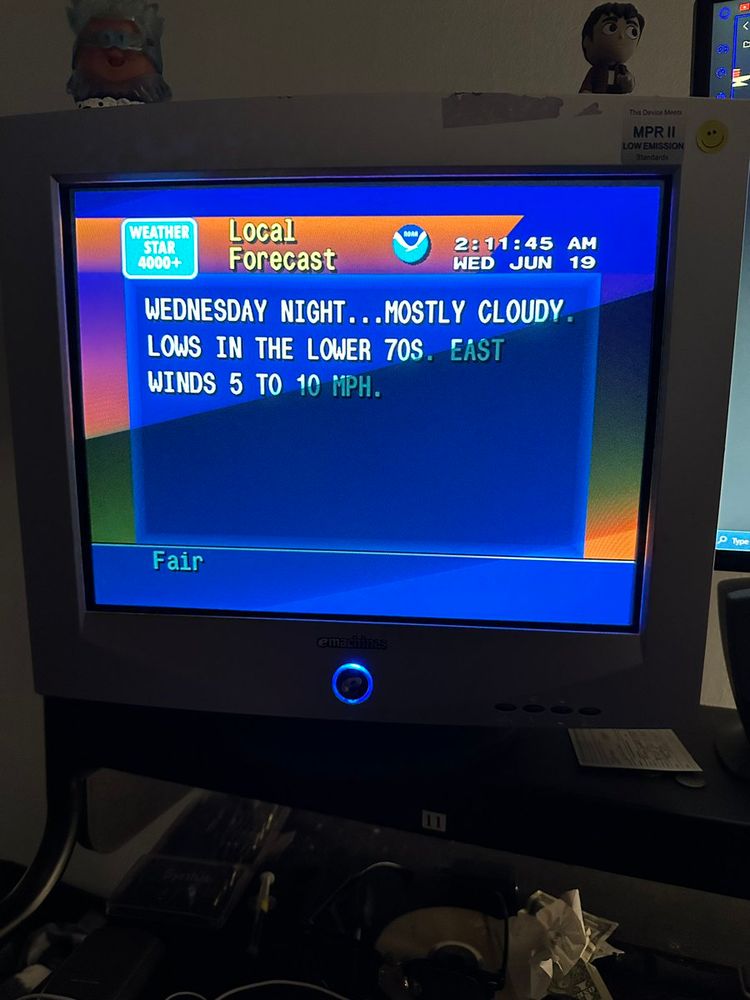 This Device Meets
MPR II
LOW EMISSION
Standards
WEATHER
STAR
4000+
Local
Forecast
NOAA
2:11:45 AM
WED JUN 19
WEDNESDAY NIGHT...MOSTLY CLOUDY.
LOWS IN THE LOWER 70S. EAST
WINDS 5 TO 10 MPH.
Fair
Type
emachines
11